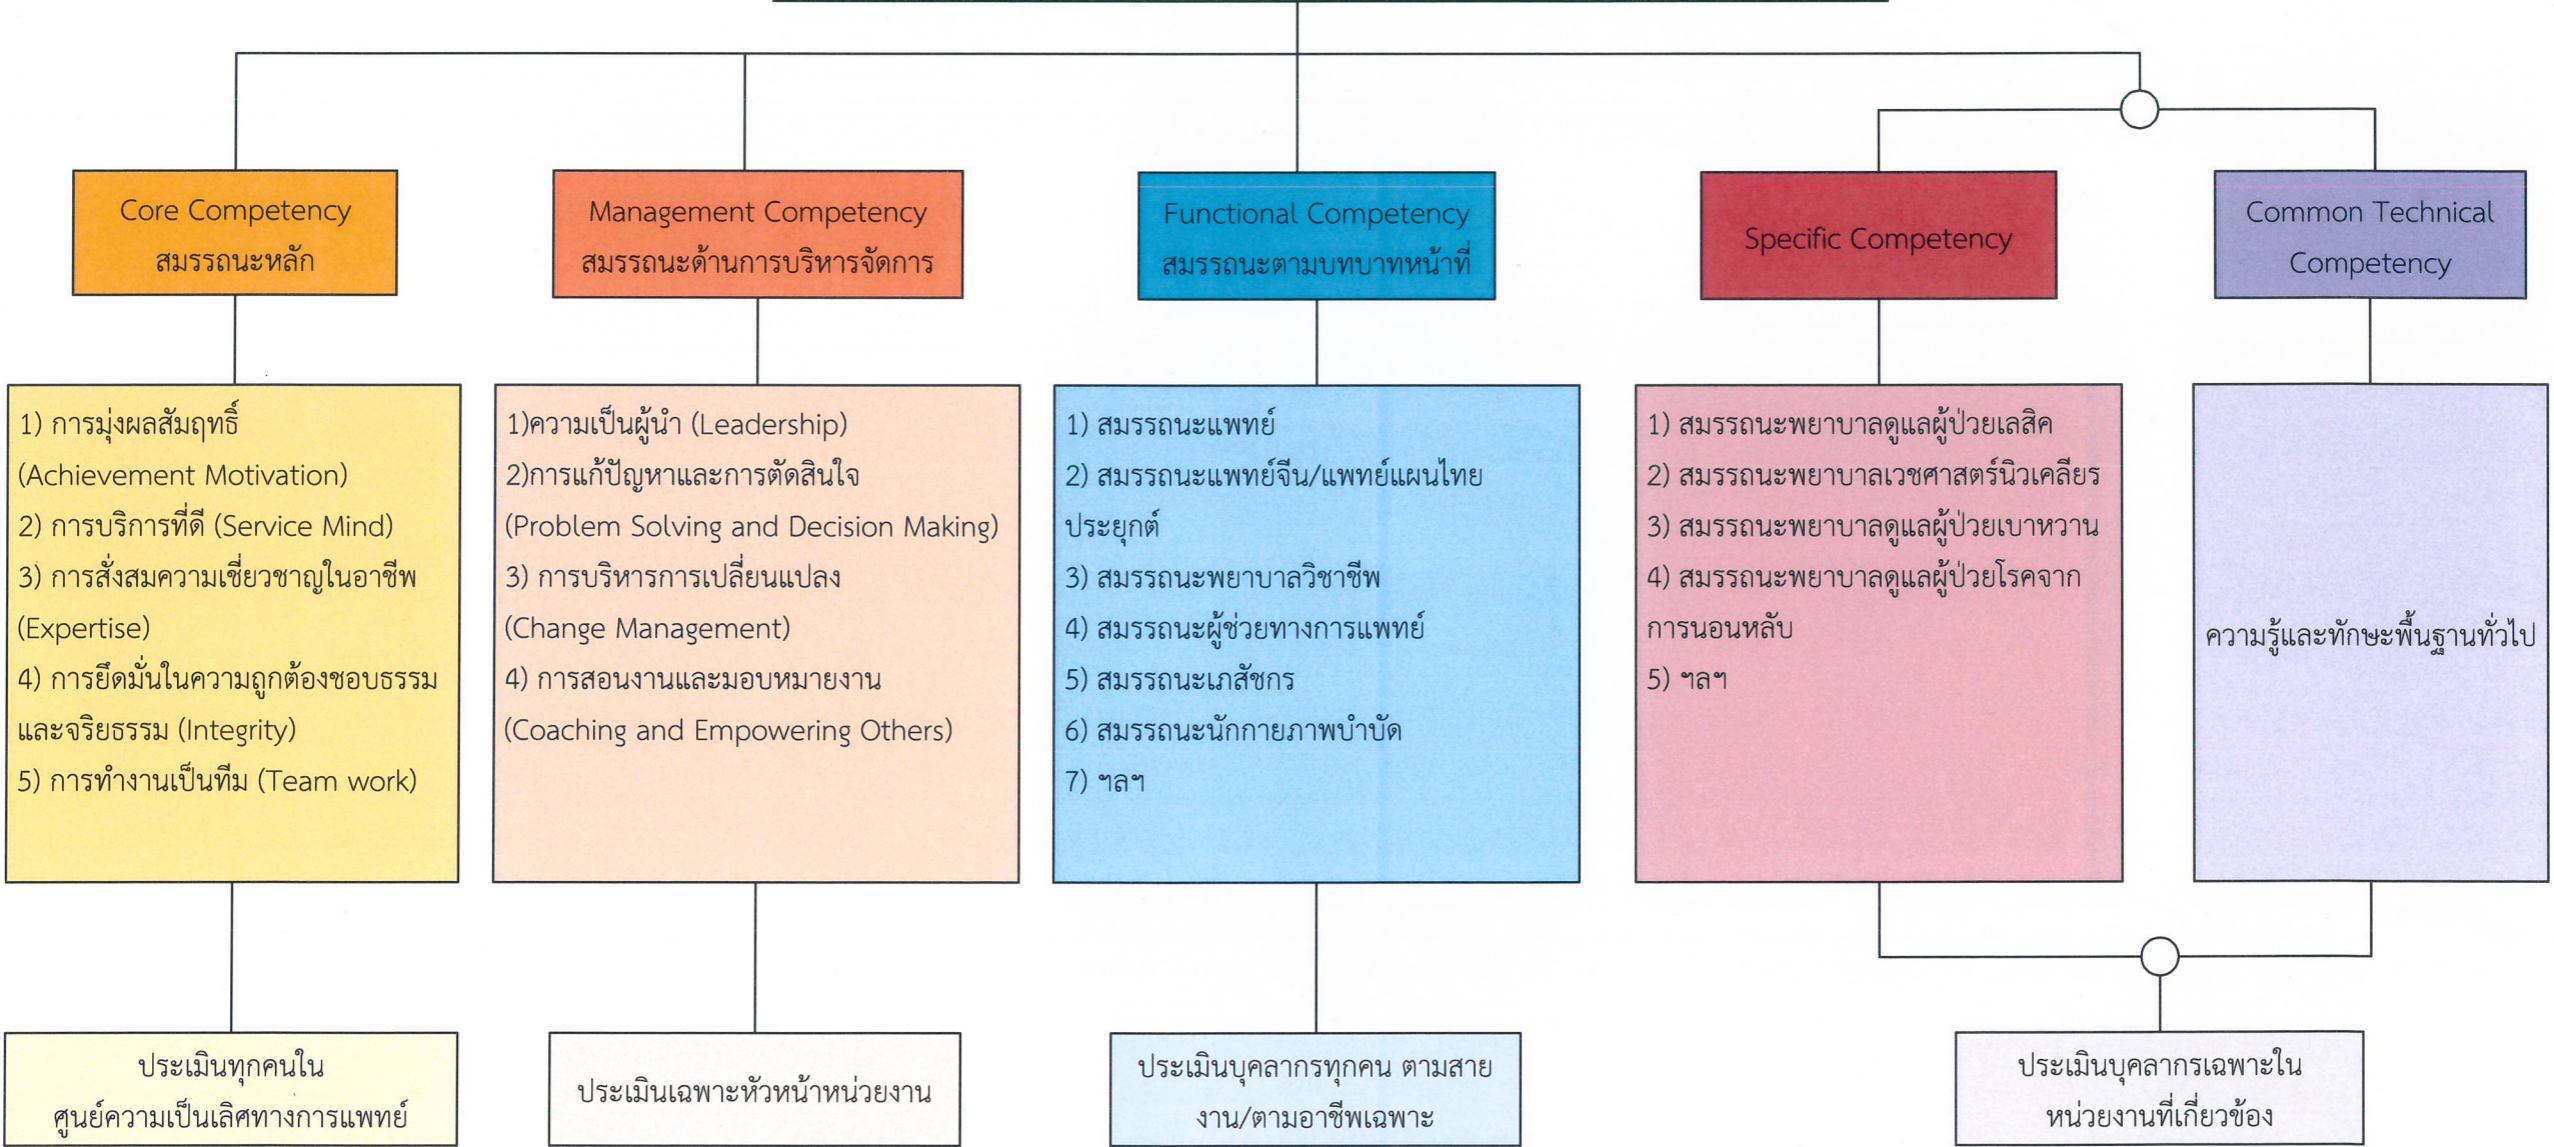 Core Competency
สมรรถนะหลัก
Management Competency
สมรรถนะด้านการบริหารจัดการ
Functional Competency
สมรรถนะตามบทบาทหน้าที่
Specific Competency
Common Technical
Competency
1) การมุ่งผลสัมฤทธิ์
(Achievement Motivation)
2) การบริการที่ดี (Service Mind)
3) การสั่งสมความเชี่ยวชาญในอาชีพ
(Expertise)
4) การยึดมั่นในความถูกต้องชอบธรรม
และจริยธรรม (Integrity)
5) การทำงานเป็นทีม (Team work)
1)ความเป็นผู้นำ (Leadership)
2)การแก้ปัญหาและการตัดสินใจ
(Problem Solving and Decision Making)
3) การบริหารการเปลี่ยนแปลง
(Change Management)
4) การสอนงานและมอบหมายงาน
(Coaching and Empowering Others)
1) สมรรถนะแพทย์
2) สมรรถนะแพทย์จีน/แพทย์แผนไทย
ประยุกต์
3) สมรรถนะพยาบาลวิชาชีพ
4) สมรรถนะผู้ช่วยทางการแพทย์
5) สมรรถนะเภสัชกร
6) สมรรถนะนักกายภาพบำบัด
7) ฯลฯ
1) สมรรถนะพยาบาลดูแลผู้ป่วยเลสิค
2) สมรรถนะพยาบาลเวชศาสตร์นิวเคลียร
3) สมรรถนะพยาบาลดูแลผู้ป่วยเบาหวาน
4) สมรรถนะพยาบาลดูแลผู้ป่วยโรคจาก
การนอนหลับ
5) ฯลฯ
ความรู้และทักษะพื้นฐานทั่วไป
ประเมินทุกคนใน
ศูนย์ความเป็นเลิศทางการแพทย์
ประเมินเฉพาะหัวหน้าหน่วยงาน
ประเมินบุคลากรทุกคน ตามสาย
งาน/ตามอาชีพเฉพาะ
ประเมินบุคลากรเฉพาะใน
หน่วยงานที่เกี่ยวข้อง